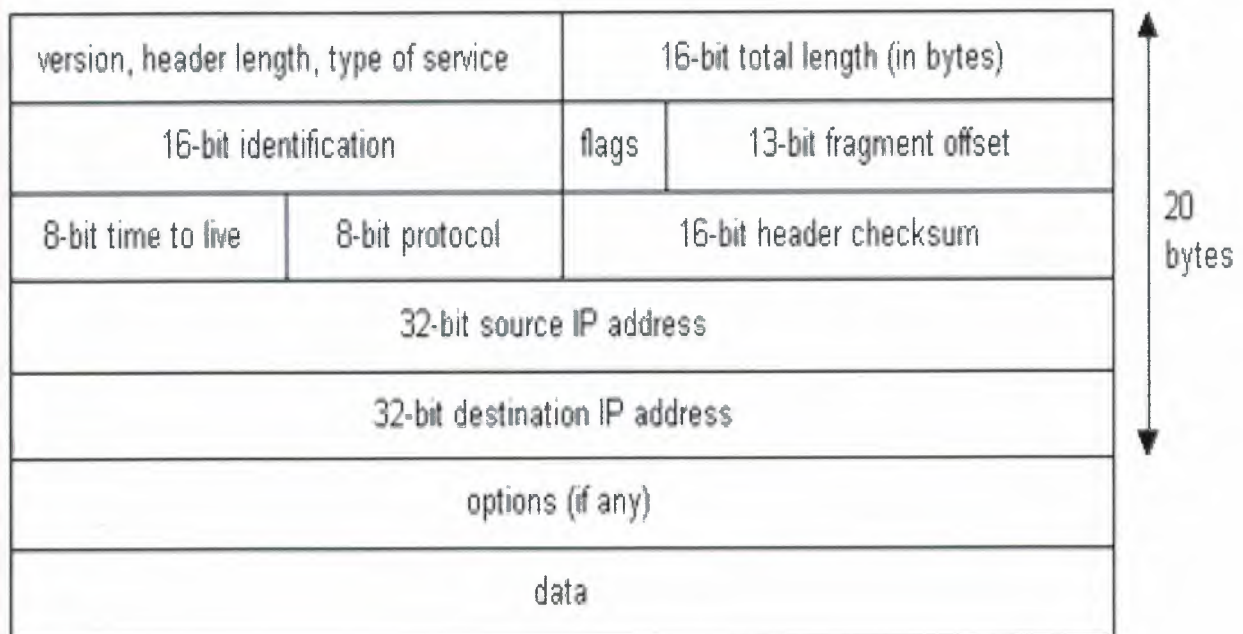 version, header length, type of service
16-bit total length (in bytes)
16-bit identification
flags
13-bit fragment offset
8-bit time to live
8-bit protocol
16-bit header checksum
20
bytes
32-bit source IP address
32-bit destination IP address
options (if any)
data